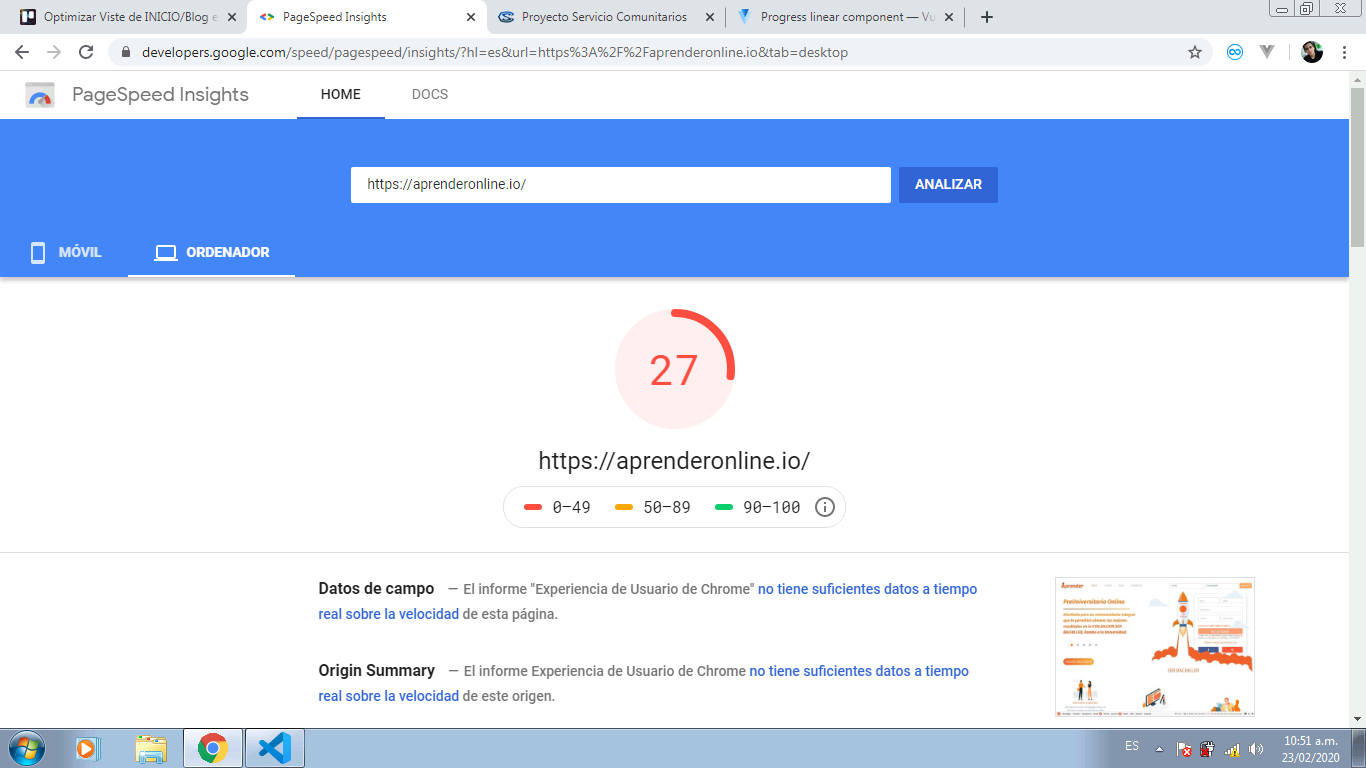 Optimizar Viste de INICIO/Blog e
PageSpeed Insights
Proyecto Servicio Comunitarios
Progress linear component — Vu
developers.google.com/speed/pagespeed/insights/?hl=es&url=https%3A%2F%2Faprenderonline.io&tab=desktop
PageSpeed Insights
HOME
DOCS
https://aprenderonline.io/
ANALIZAR
MÓVIL
ORDENADOR
27
https://aprenderonline.io/
0–49
50–89
90–100
Datos de campo — El informe "Experiencia de Usuario de Chrome" no tiene suficientes datos a tiempo
real sobre la velocidad de esta página.
Origin Summary — El informe Experiencia de Usuario de Chrome no tiene suficientes datos a tiempo
real sobre la velocidad de este origen.
Aprender
PreUniversitario Online
SER BACHILLER
ES
10:51 a.m.
23/02/2020